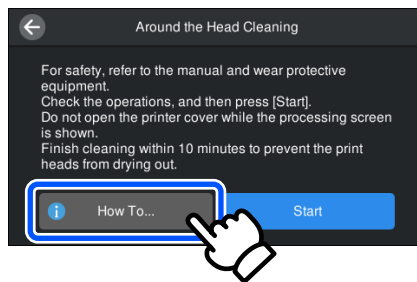 Around the Head Cleaning
For safety, refer to the manual and wear protective
equipment.
Check the operations, and then press [Start].
Do not open the printer cover while the processing screen
is shown.
Finish cleaning within 10 minutes to prevent the print
heads from drying out.
How To...
Start